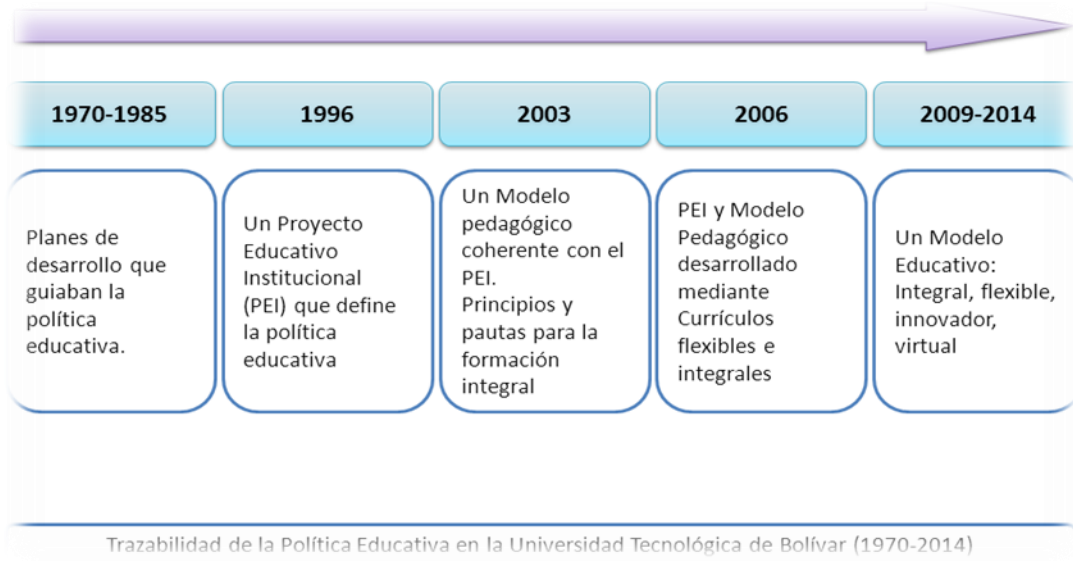 1970-1985
Planes de
desarrollo que
guiaban la
política
educativa.
1996
Un Proyecto
Educativo
Institucional
(PEI) que define
la política
educativa
2003
Un Modelo
pedagógico
coherente con el
PEI.
Principios y
pautas para la
formación
integral
2006
PEI y Modelo
Pedagógico
desarrollado
mediante
Currículos
flexibles e
integrales
2009-2014
Un Modelo
Educativo:
Integral, flexible,
innovador,
virtual
Trazabilidad de la Política Educativa en la Universidad Tecnológica de Bolívar (1970-2014)